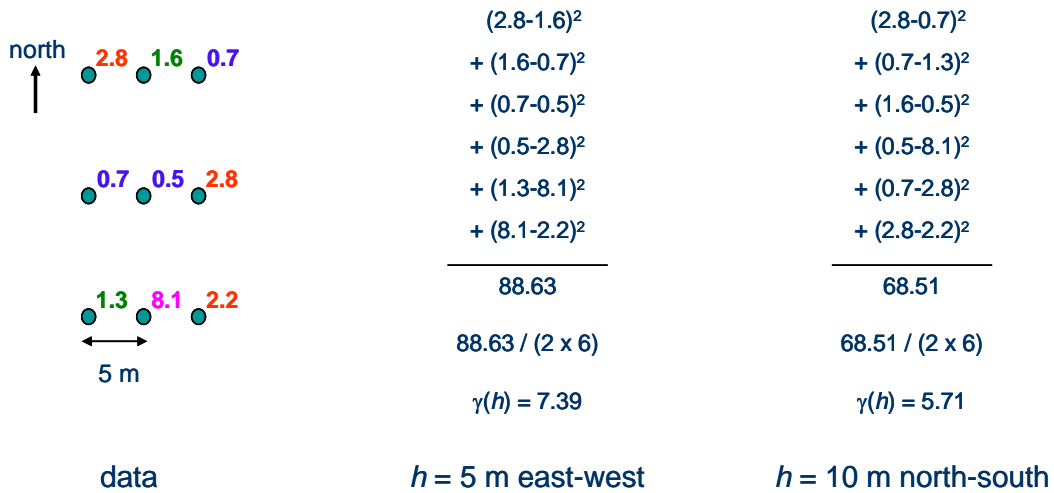 north
2.8 1.6 0.7
0.7 0.5 2.8
1.3 8.1 2.2
5 m
data
(2.8-1.6)²
+ (1.6-0.7)²
+ (0.7-0.5)²
+ (0.5-2.8)²
+ (1.3-8.1)²
+ (8.1-2.2)²
88.63
88.63 / (2 x 6)
γ(h) = 7.39
h = 5 m east-west
(2.8-0.7)²
+ (0.7-1.3)²
+ (1.6-0.5)²
+ (0.5-8.1)²
+ (0.7-2.8)²
+ (2.8-2.2)²
68.51
68.51 / (2 x 6)
γ(h) = 5.71
h = 10 m north-south